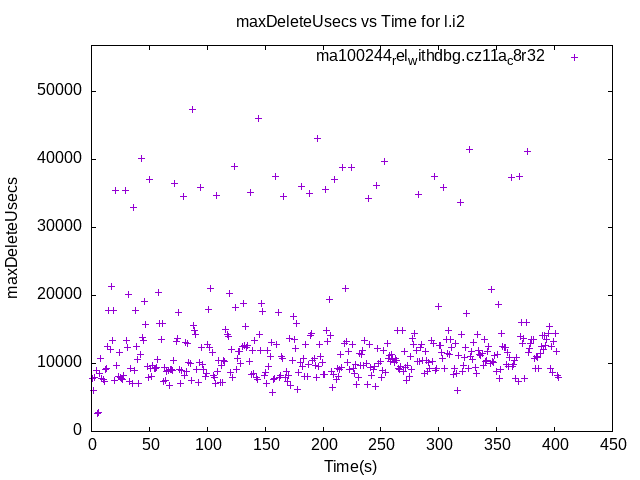 maxDeleteUsecs vs Time for l.i2
ma100244_rel_withdbg.cz11a_c8r32
50000
40000
30000
20000
10000
0
maxDeleteUsecs
0 50 100 150 200 250 300 350 400 450
Time(s)